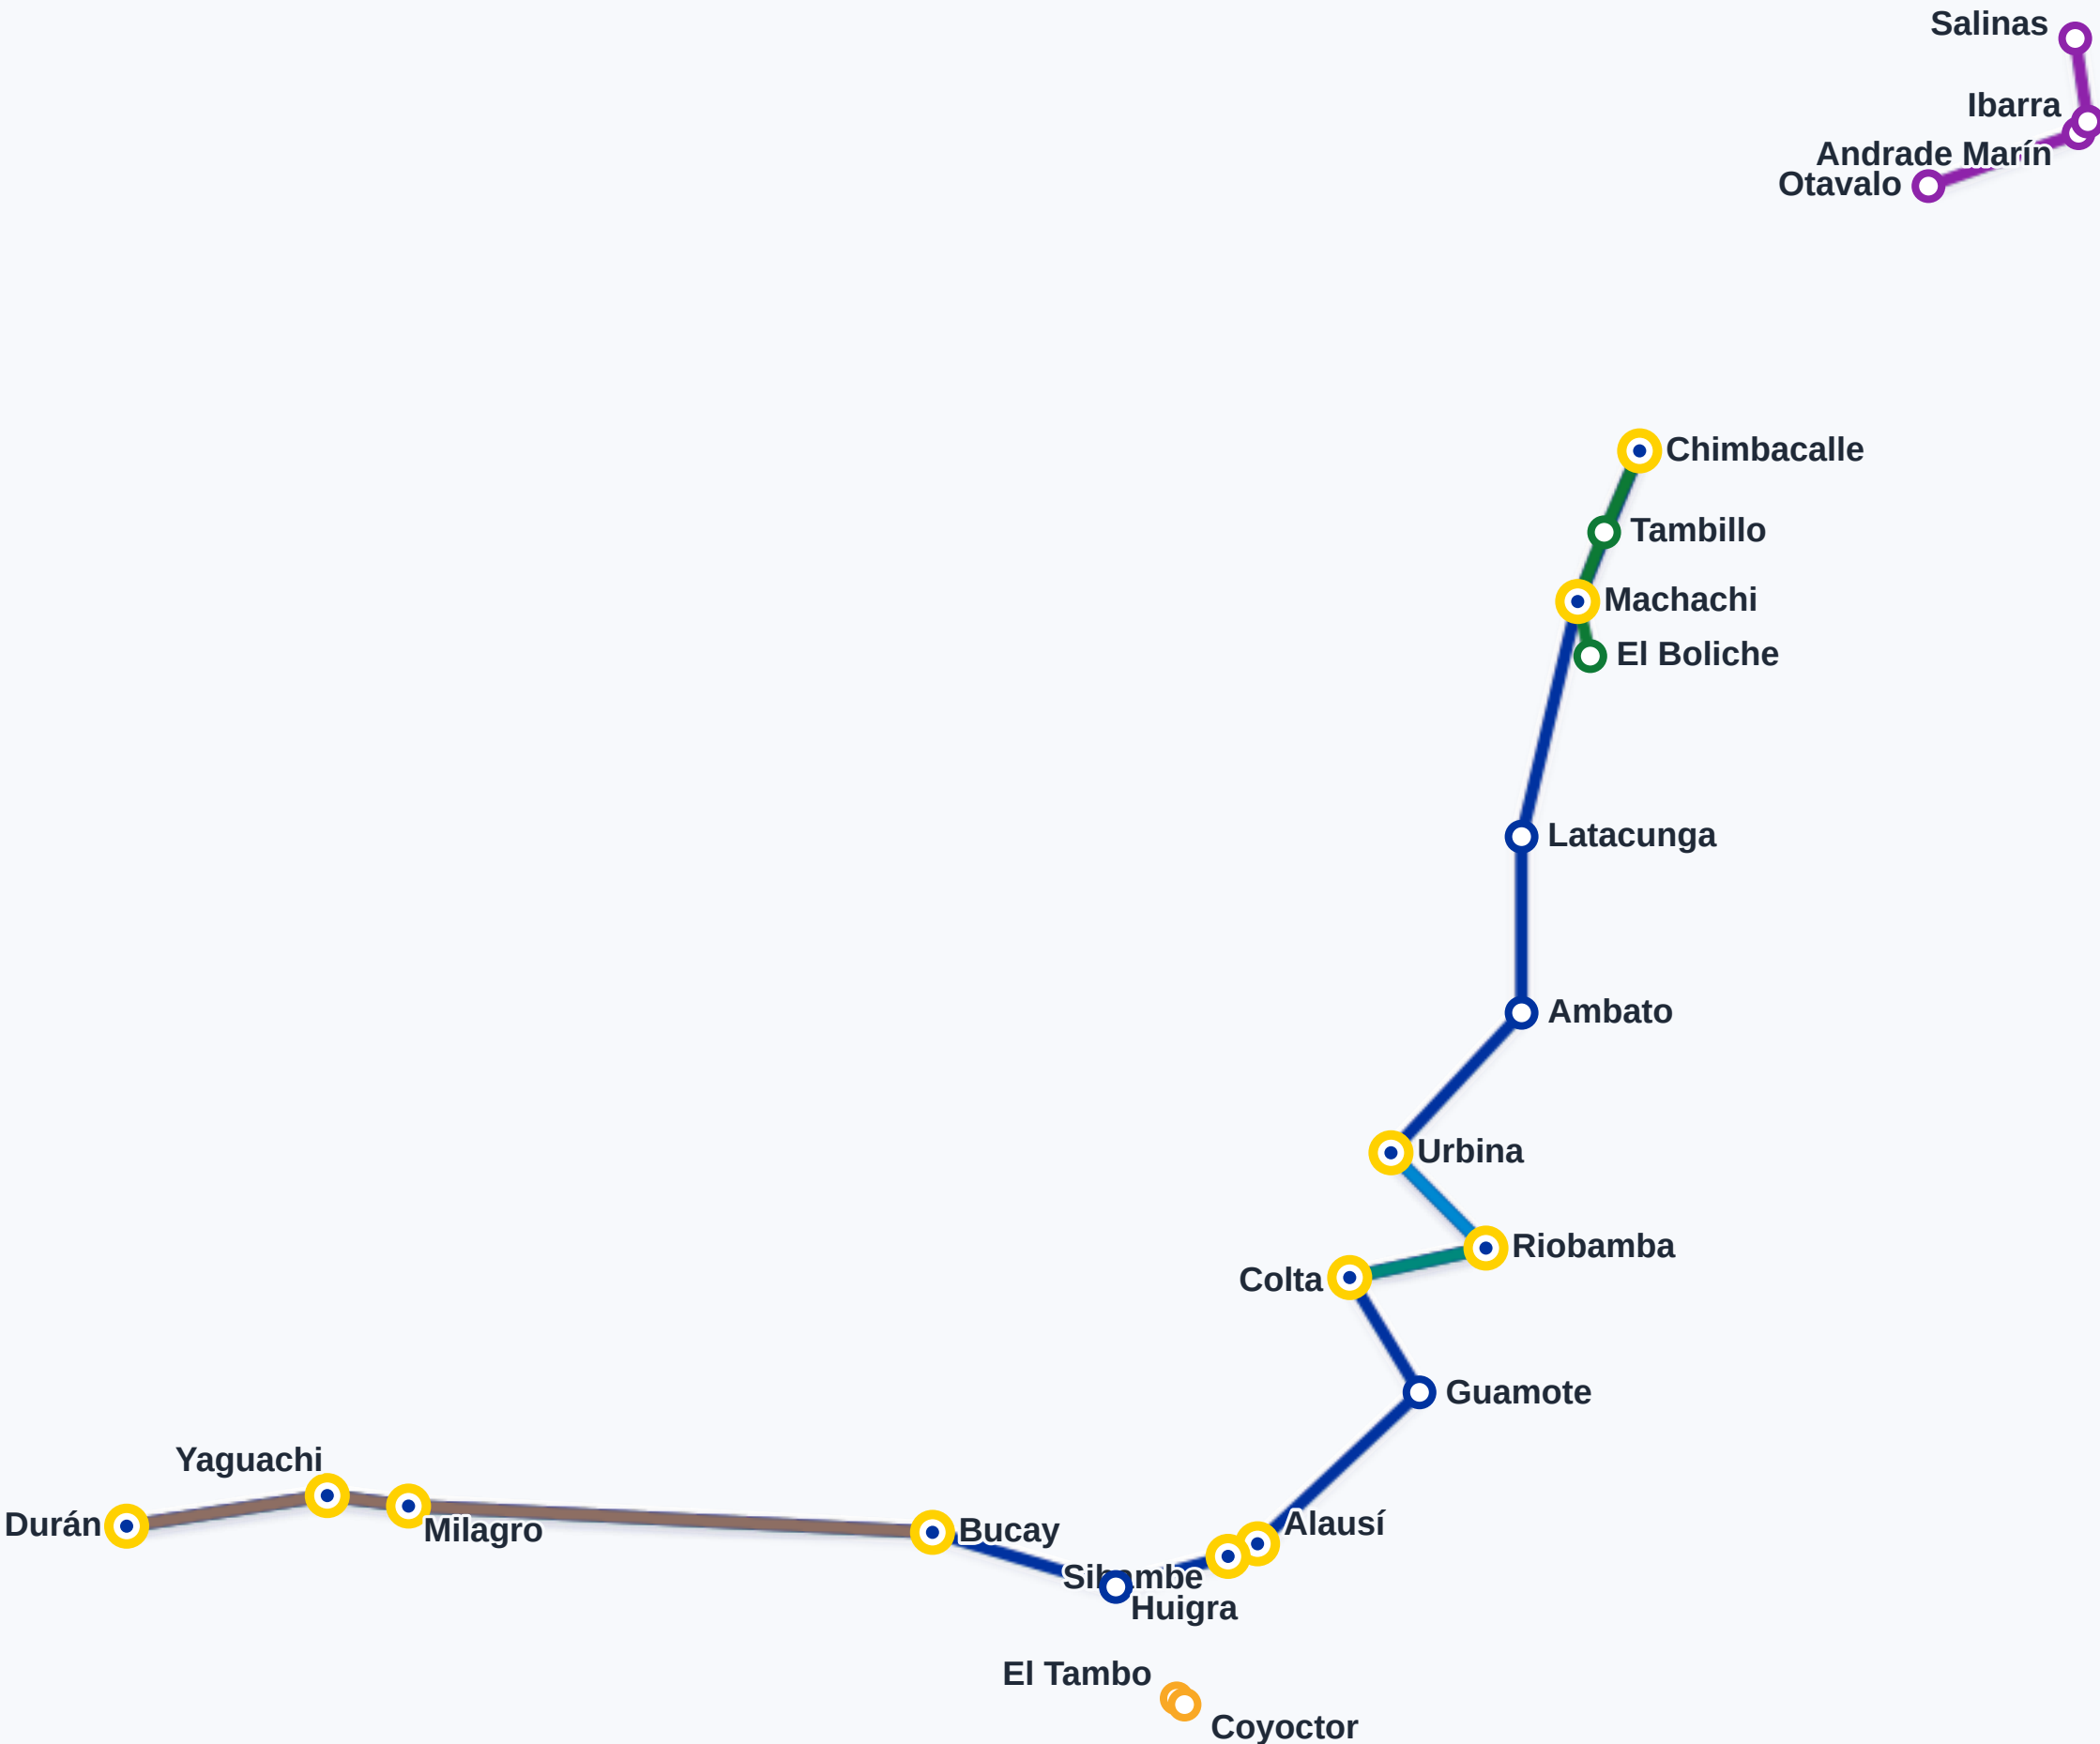 Salinas
Ibarra
Andrade Marín
Otavalo
Chimbacalle
Tambillo
Machachi
El Boliche
Latacunga
Ambato
Urbina
Riobamba
Colta
Guamote
Yaguachi
Durán
Milagro
Bucay
Alausí
Sibambe
Huigra
El Tambo
Coyoctor